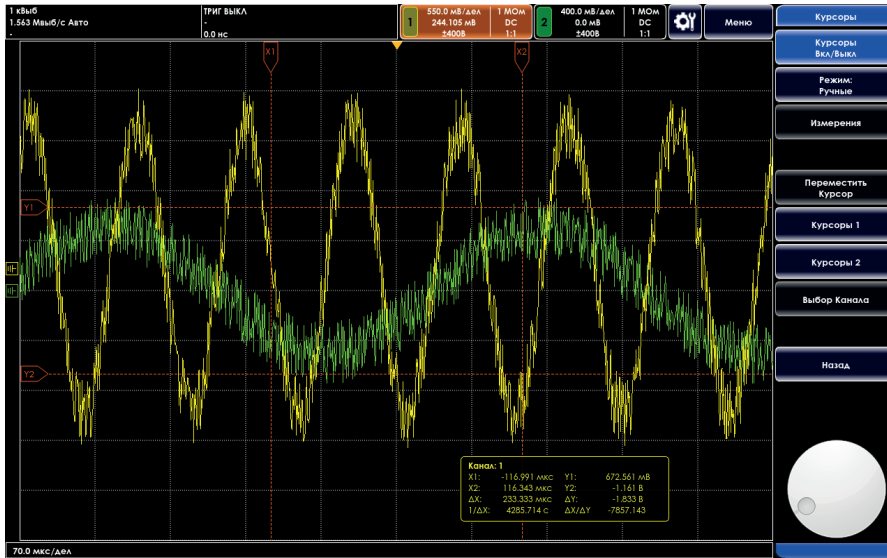 1 кВыб
1.563 Мвыб/с Авто
-
ТРИГ ВЫКЛ
-
0.0 нс
1
550.0 мВ/дел
244.105 мВ
±400В
1 МОм
DC
1:1
2
400.0 мВ/дел
0.0 мВ
±400В
1 МОм
DC
1:1
Меню
Курсоры
Курсоры
Вкл/Выкл
Режим:
Ручные
Измерения
Переместить
Курсор
Курсоры 1
Курсоры 2
Выбор Канала
Назад
X1
X2
Y1
Y2
Канал: 1
X1: -116.991 мкс Y1: 672.561 мВ
X2: 116.343 мкс Y2: -1.161 В
ΔX: 233.333 мкс ΔY: -1.833 В
1/ΔX: 4285.714 с ΔX/ΔY -7857.143
70.0 мкс/дел